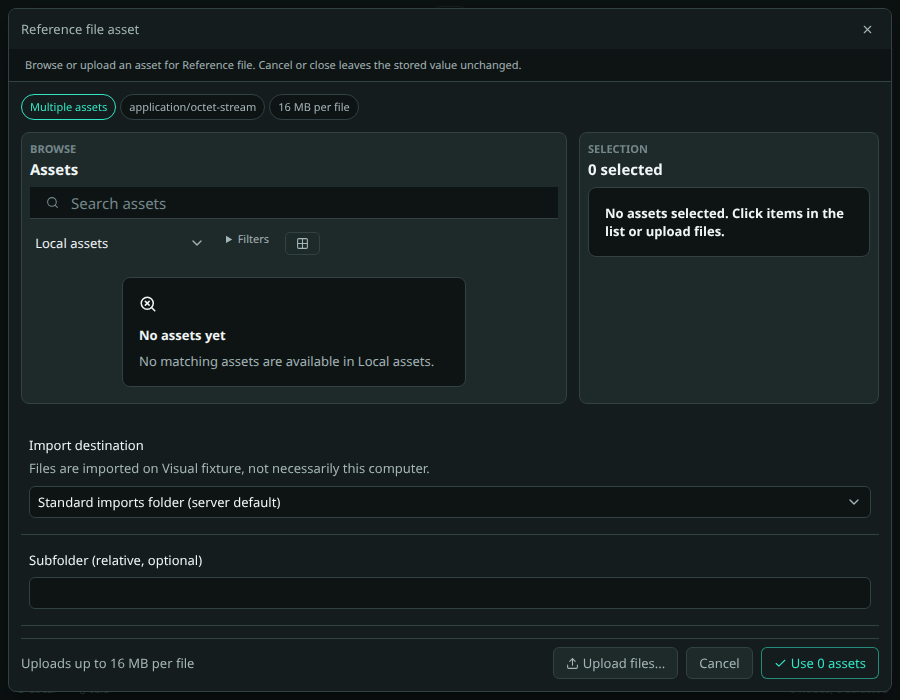 Reference file asset
Browse or upload an asset for Reference file. Cancel or close leaves the stored value unchanged.
Multiple assets
application/octet-stream
16 MB per file
BROWSE
Assets
Search assets
Local assets
Filters
No assets yet
No matching assets are available in Local assets.
SELECTION
0 selected
No assets selected. Click items in the
list or upload files.
Import destination
Files are imported on Visual fixture, not necessarily this computer.
Standard imports folder (server default)
Subfolder (relative, optional)
Uploads up to 16 MB per file
Upload files...
Cancel
Use 0 assets